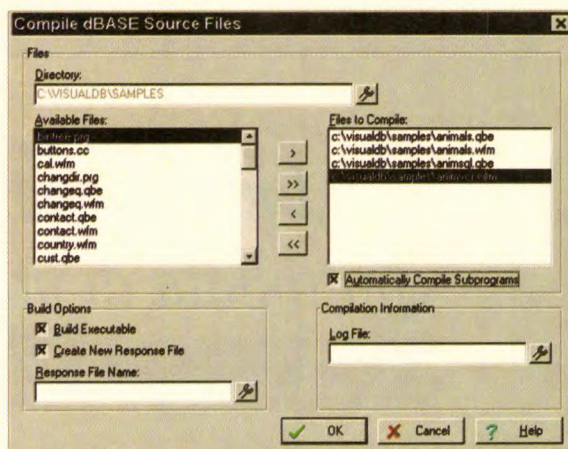 Compile dBASE Source Files
Files
Directory:
C:\VISUALDB\SAMPLES
Available Files:
bintree.prg
buttons.cc
cal.wfm
changdir.prg
changeq.qbe
changeq.wfm
contact.qbe
contact.wfm
country.wfm
cust.qbe
>
>>
<
<<
Files to Compile:
c:\visualdb\samples\animals.qbe
c:\visualdb\samples\animals.wfm
c:\visualdb\samples\animsql.qbe
Automatically Compile Subprograms
Build Options
Build Executable
Create New Response File
Response File Name:
Compilation Information
Log File:
OK
Cancel
? Help